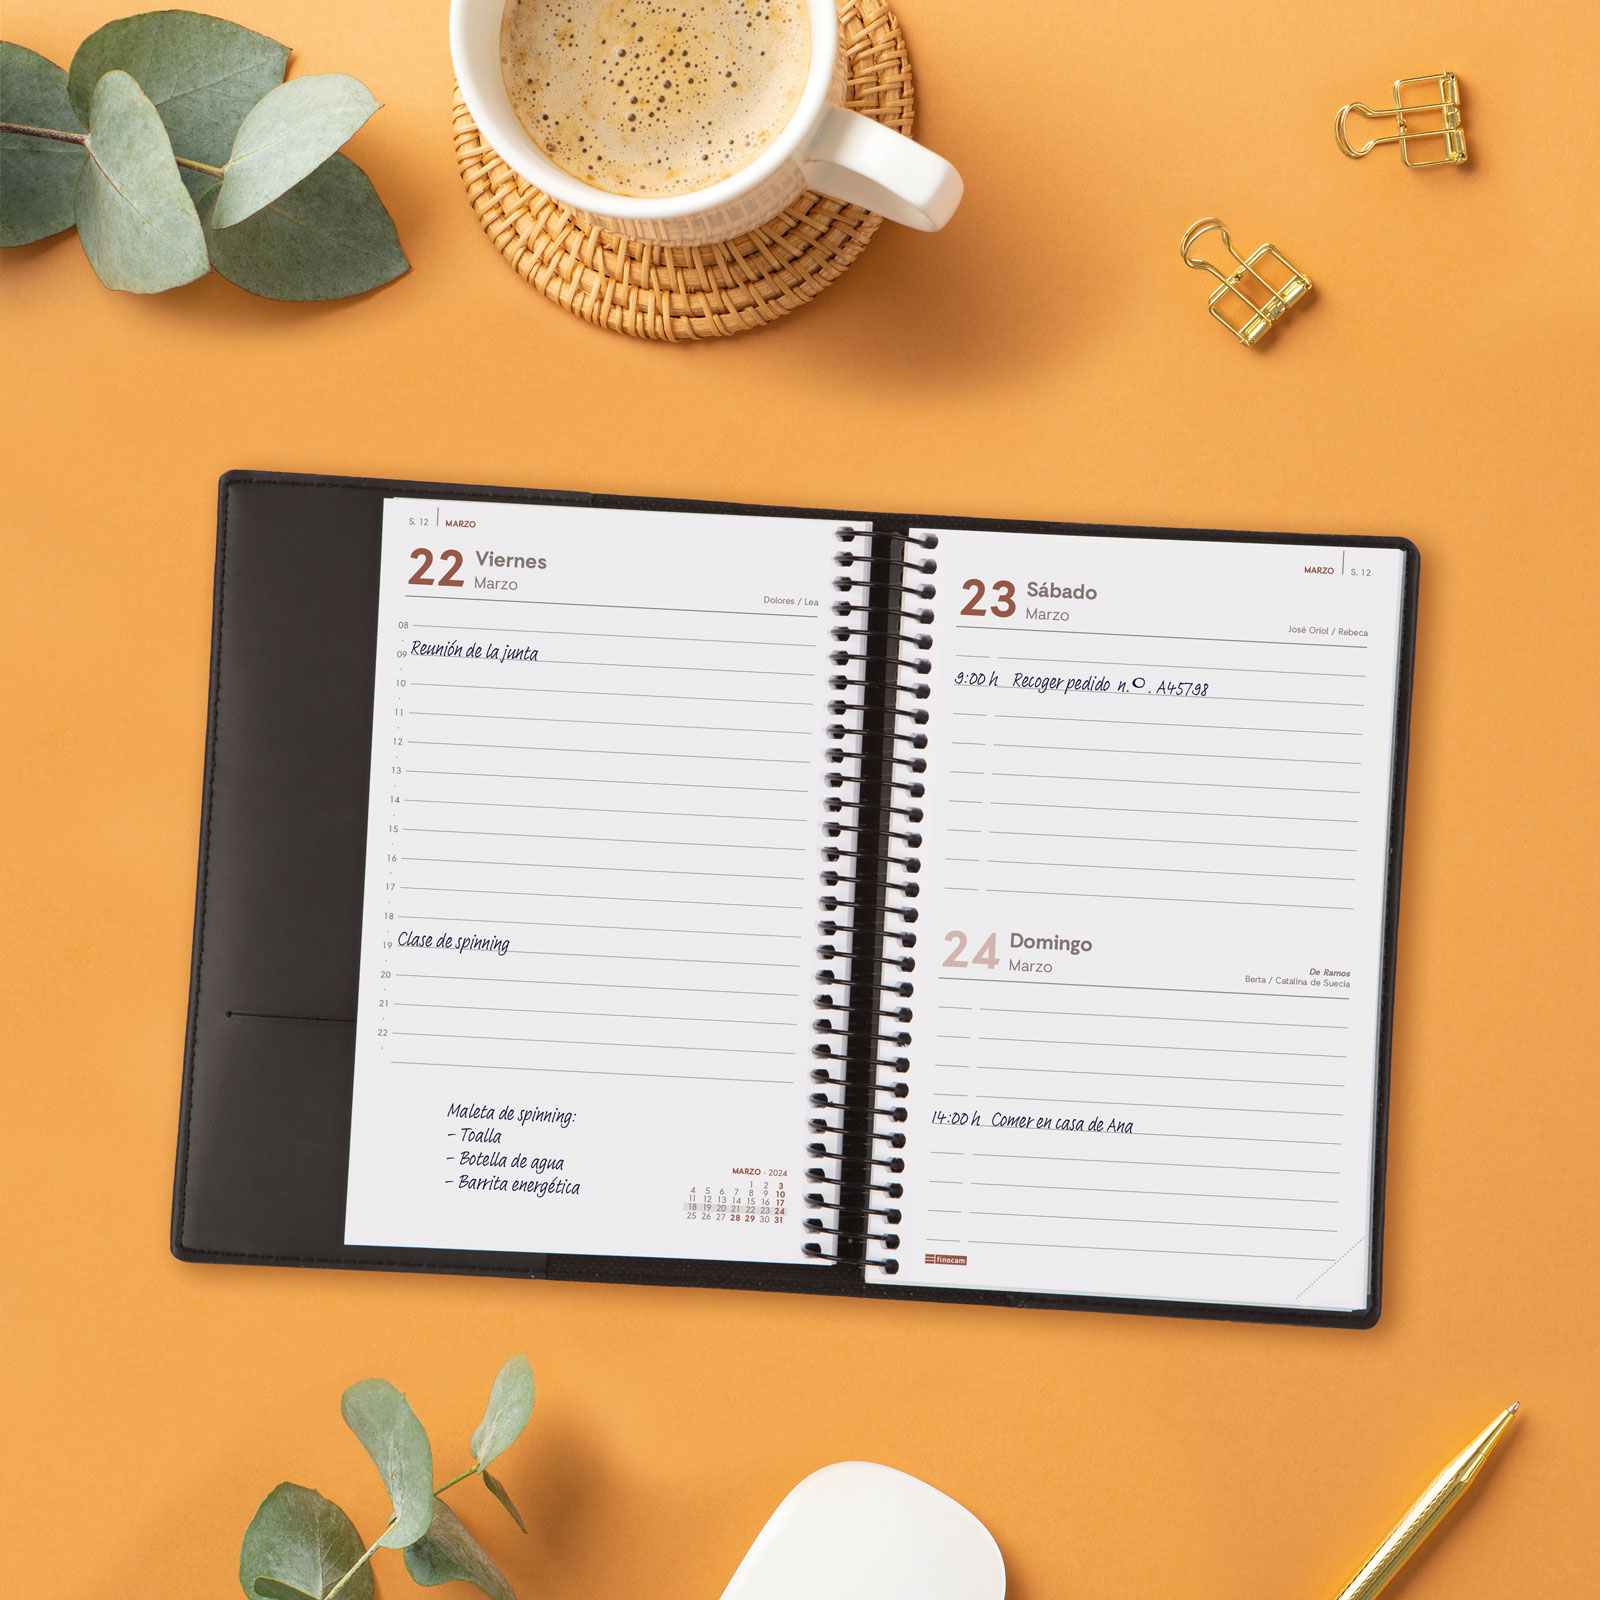 S. 12 MARZO
22 Viernes
Marzo
Dolores / Lea
08
09 Reunión de la junta
10
11
12
13
14
15
16
17
18
19 Clase de spinning
20
21
22
Maleta de spinning:
- Toalla
- Botella de agua
- Barrita energética
MARZO - 2024
1 2 3
4 5 6 7 8 9 10
11 12 13 14 15 16 17
18 19 20 21 22 23 24
25 26 27 28 29 30 31
MARZO S. 12
23 Sábado
Marzo
José Oriol / Rebeca
9:00 h Recoger pedido n.O. A45798
24 Domingo
Marzo
De Ramos
Berta / Catalina de Suecia
14:00 h Comer en casa de Ana
finocam